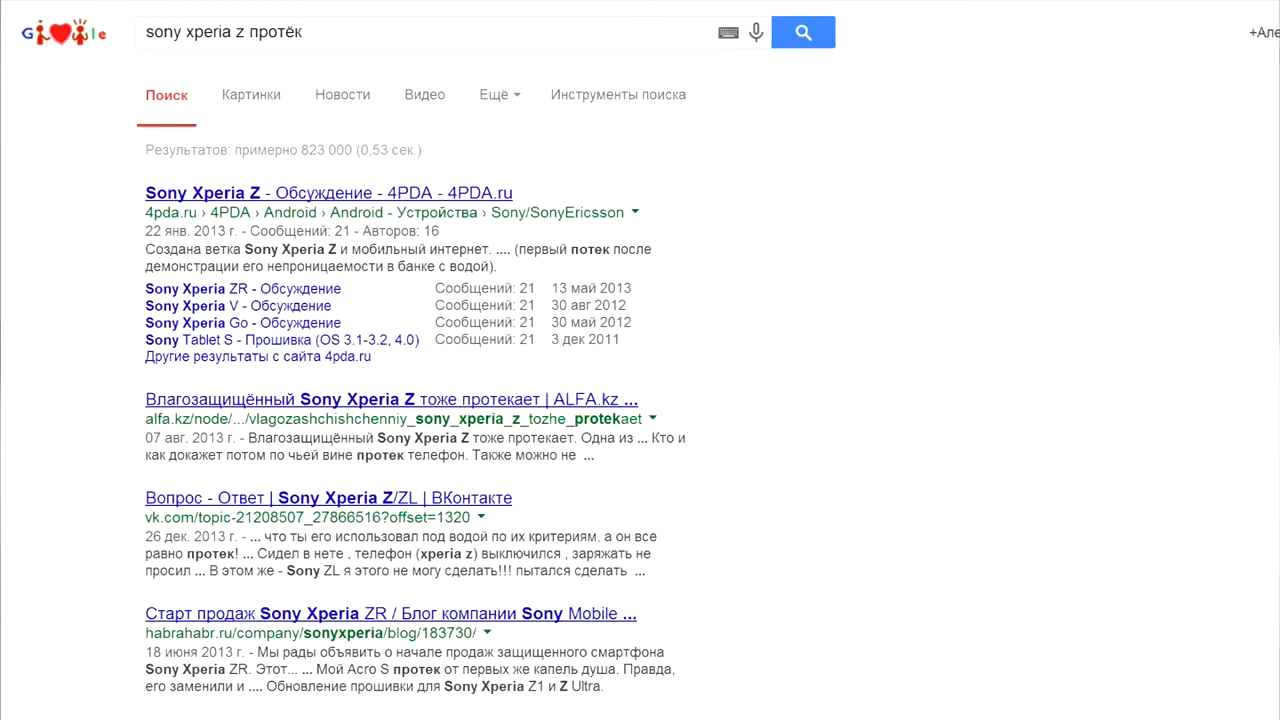 Google
sony xperia z протёк
+Але
Поиск Картинки Новости Видео Ещё Инструменты поиска
Результатов: примерно 823 000 (0,53 сек.)
Sony Xperia Z - Обсуждение - 4PDA - 4PDA.ru
4pda.ru › 4PDA › Android › Android - Устройства › Sony/SonyEricsson
22 янв. 2013 г. - Сообщений: 21 - Авторов: 16
Создана ветка Sony Xperia Z и мобильный интернет. .... (первый потек после
демонстрации его непроницаемости в банке с водой).
Sony Xperia ZR - Обсуждение Сообщений: 21 13 май 2013
Sony Xperia V - Обсуждение Сообщений: 21 30 авг 2012
Sony Xperia Go - Обсуждение Сообщений: 21 30 май 2012
Sony Tablet S - Прошивка (OS 3.1-3.2, 4.0) Сообщений: 21 3 дек 2011
Другие результаты с сайта 4pda.ru
Влагозащищённый Sony Xperia Z тоже протекает | ALFA.kz ...
alfa.kz/node/.../vlagozashchishchenniy_sony_xperia_z_tozhe_protekaet
07 авг. 2013 г. - Влагозащищённый Sony Xperia Z тоже протекает. Одна из ... Кто и
как докажет потом по чьей вине протек телефон. Также можно не ...
Вопрос - Ответ | Sony Xperia Z/ZL | ВКонтакте
vk.com/topic-21208507_27866516?offset=1320
26 дек. 2013 г. - ... что ты его использовал под водой по их критериям, а он все
равно протек! ... Сидел в нете , телефон (xperia z) выключился , заряжать не
просил ... В этом же - Sony ZL я этого не могу сделать!!! пытался сделать ...
Старт продаж Sony Xperia ZR / Блог компании Sony Mobile ...
habrahabr.ru/company/sonyxperia/blog/183730/
18 июня 2013 г. - Мы рады объявить о начале продаж защищенного смартфона
Sony Xperia ZR. Этот... ... Мой Acro S протек от первых же капель душа. Правда,
его заменили и .... Обновление прошивки для Sony Xperia Z1 и Z Ultra.